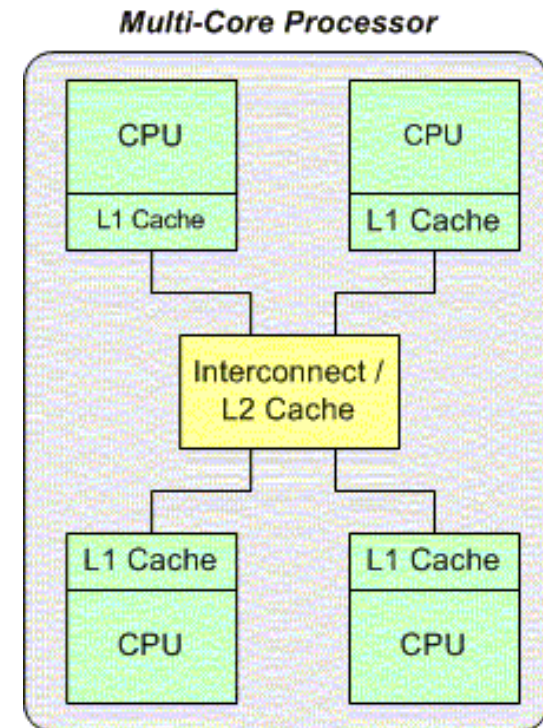 Multi-Core Processor
CPU
L1 Cache
CPU
L1 Cache
Interconnect /
L2 Cache
L1 Cache
CPU
L1 Cache
CPU